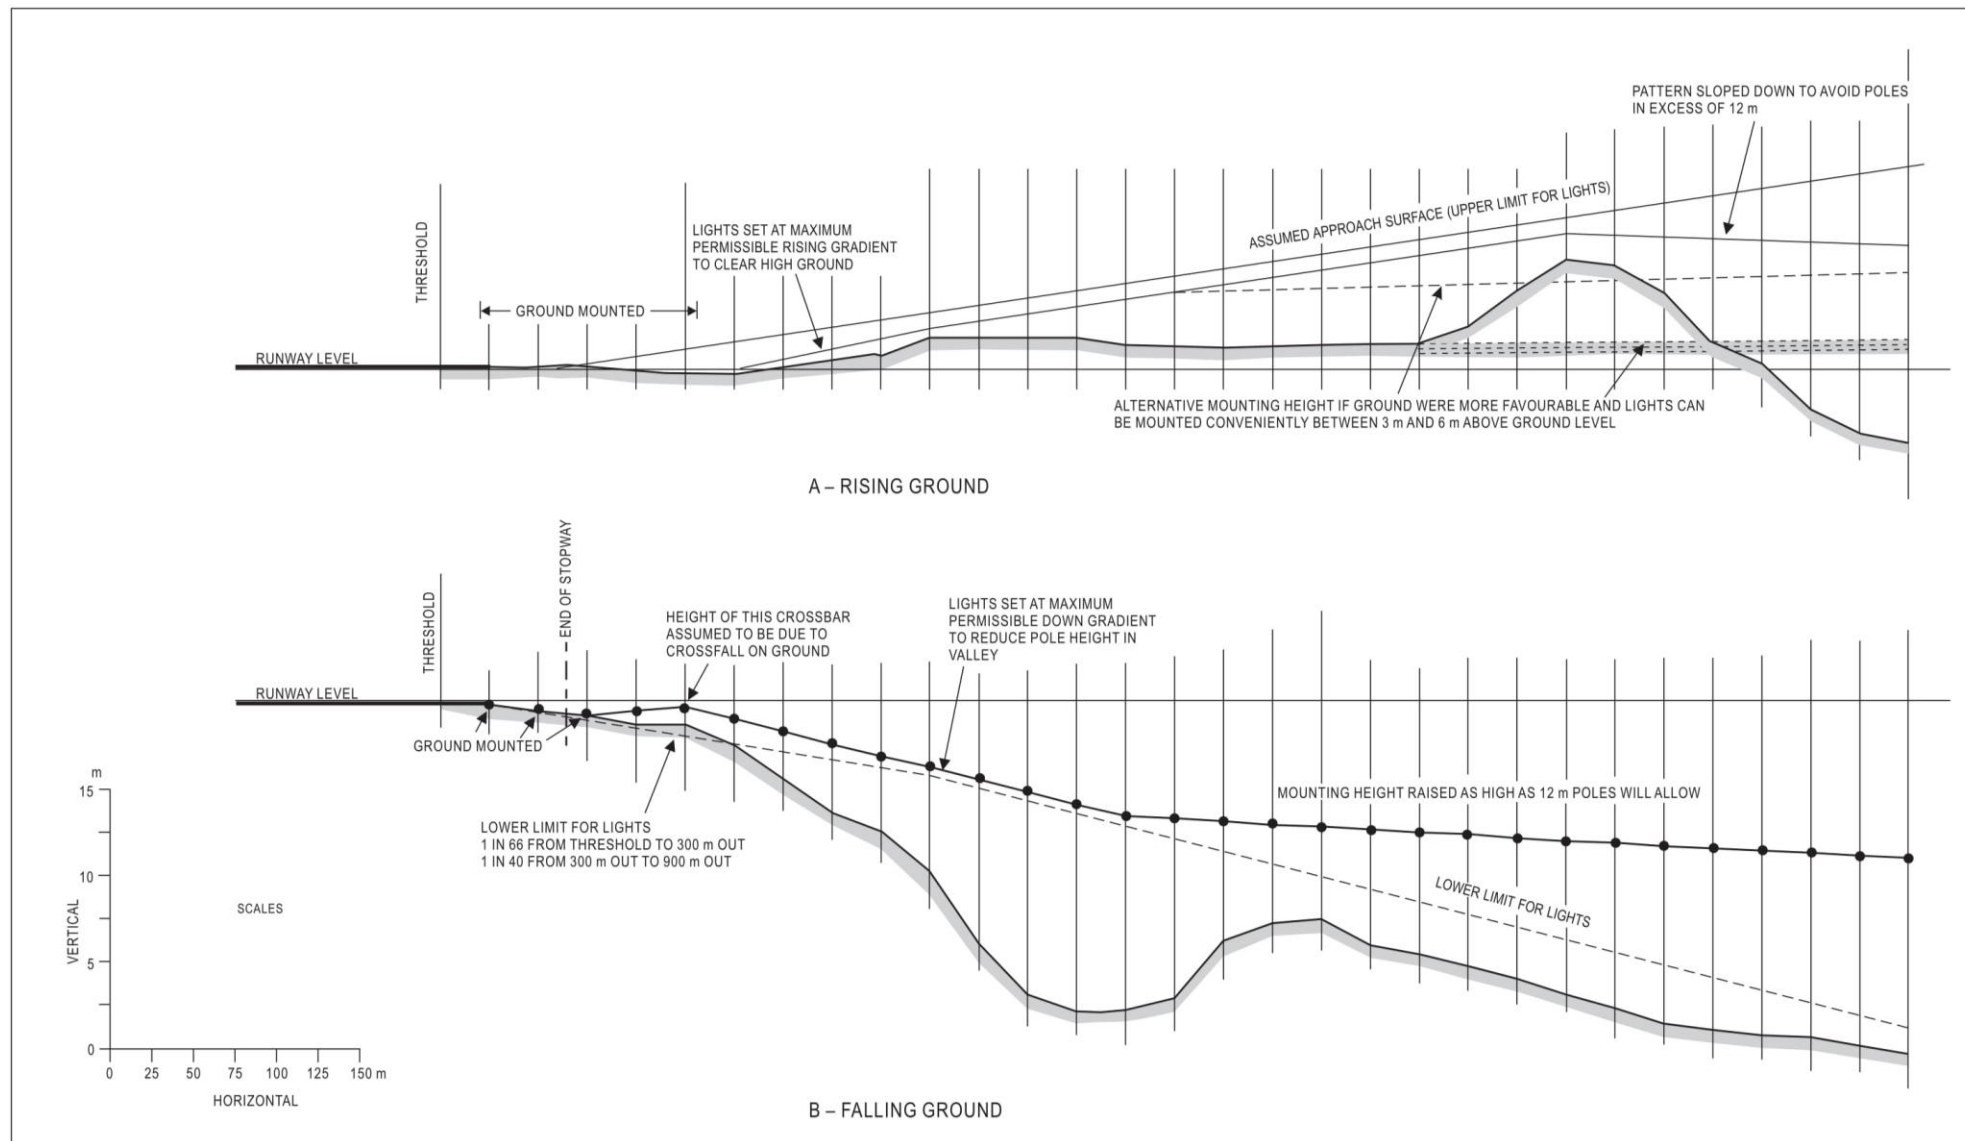 PATTERN SLOPED DOWN TO AVOID POLES
IN EXCESS OF 12 m
ASSUMED APPROACH SURFACE (UPPER LIMIT FOR LIGHTS)
THRESHOLD
LIGHTS SET AT MAXIMUM
PERMISSIBLE RISING GRADIENT
TO CLEAR HIGH GROUND
GROUND MOUNTED
RUNWAY LEVEL
ALTERNATIVE MOUNTING HEIGHT IF GROUND WERE MORE FAVOURABLE AND LIGHTS CAN
BE MOUNTED CONVENIENTLY BETWEEN 3 m AND 6 m ABOVE GROUND LEVEL
A – RISING GROUND
THRESHOLD
END OF STOPWAY
HEIGHT OF THIS CROSSBAR
ASSUMED TO BE DUE TO
CROSSFALL ON GROUND
LIGHTS SET AT MAXIMUM
PERMISSIBLE DOWN GRADIENT
TO REDUCE POLE HEIGHT IN
VALLEY
RUNWAY LEVEL
GROUND MOUNTED
MOUNTING HEIGHT RAISED AS HIGH AS 12 m POLES WILL ALLOW
LOWER LIMIT FOR LIGHTS
1 IN 66 FROM THRESHOLD TO 300 m OUT
1 IN 40 FROM 300 m OUT TO 900 m OUT
LOWER LIMIT FOR LIGHTS
m
15
10
5
0
VERTICAL
SCALES
0 25 50 75 100 125 150 m
HORIZONTAL
B – FALLING GROUND